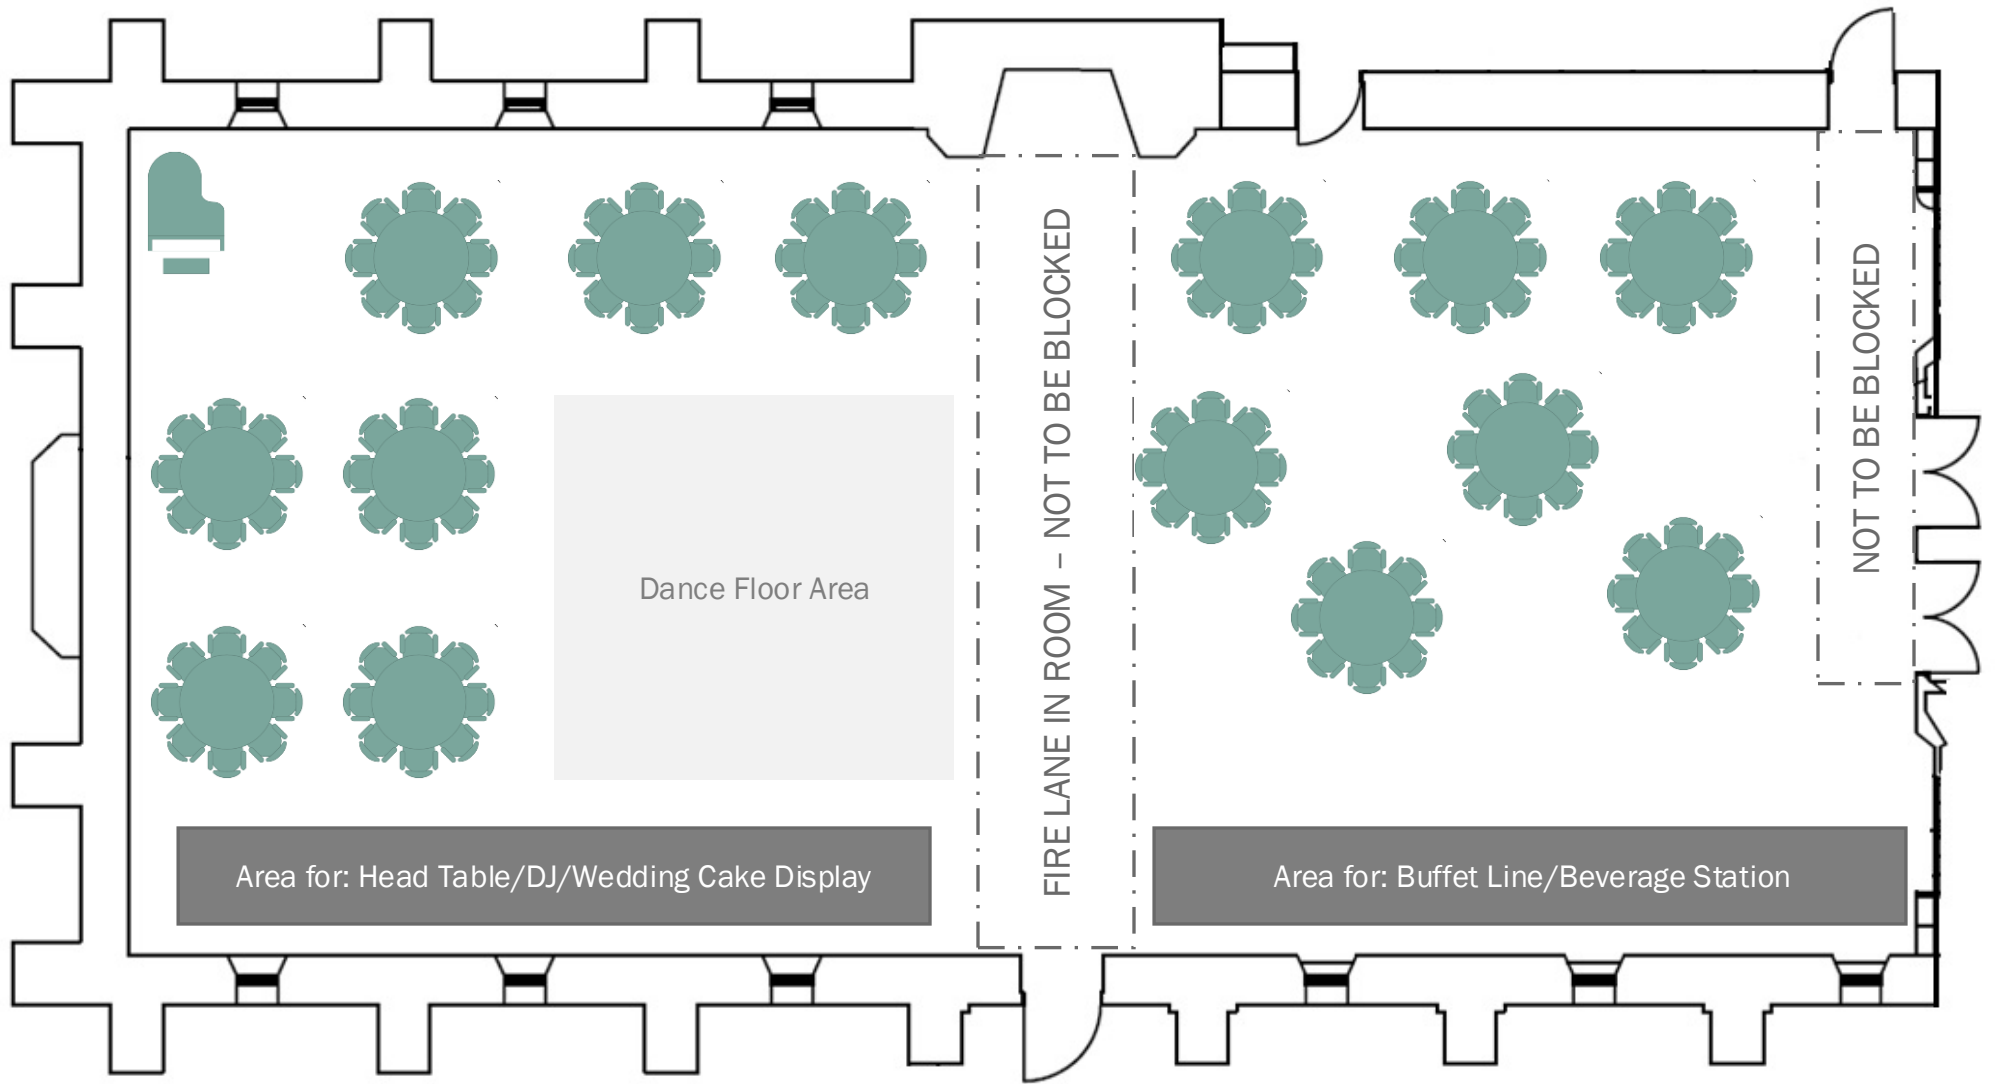 FIRE LANE IN ROOM – NOT TO BE BLOCKED
NOT TO BE BLOCKED
Dance Floor Area
Area for: Head Table/DJ/Wedding Cake Display
Area for: Buffet Line/Beverage Station